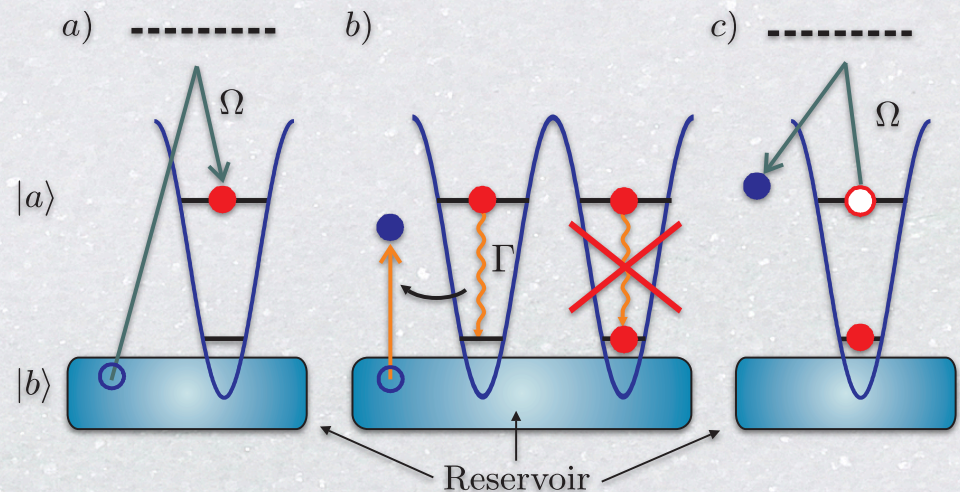 a)
b)
c)
Ω
Ω
|a⟩
Γ
|b⟩
Reservoir